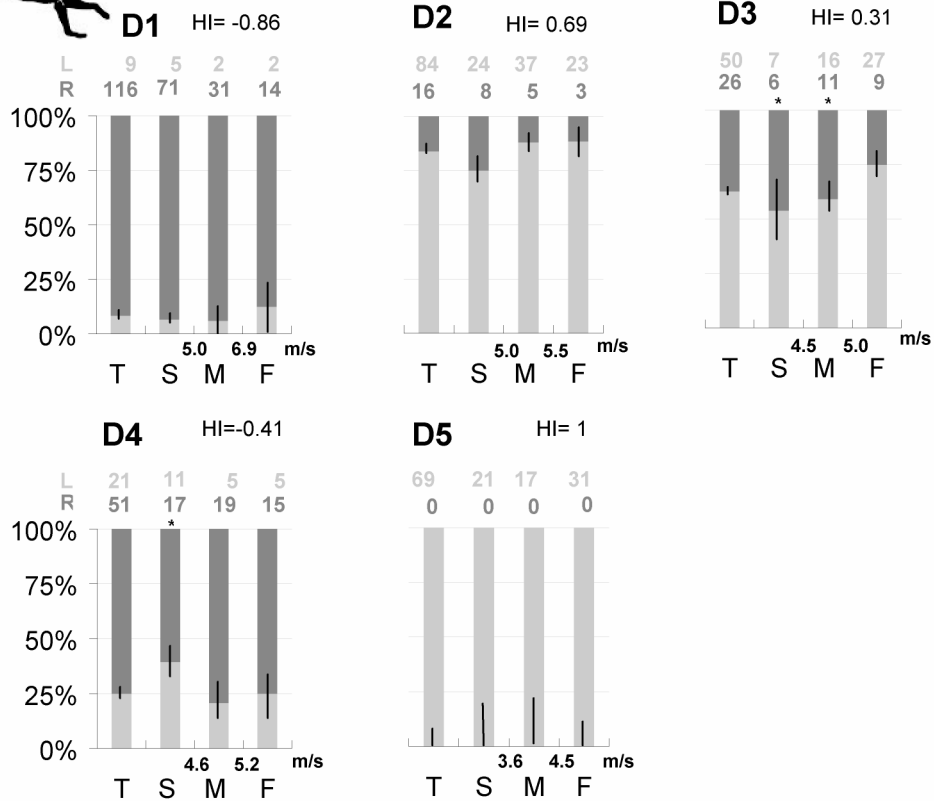 D1 HI= -0.86
L 9 5 2 2
R 116 71 31 14
100%
75%
50%
25%
0%
5.0 6.9 m/s
T S M F
D2 HI= 0.69
84 24 37 23
16 8 5 3
5.0 5.5 m/s
T S M F
D3 HI= 0.31
50 7 16 27
26 6 11 9
* *
4.5 5.0 m/s
T S M F
D4 HI=-0.41
L 21 11 5 5
R 51 17 19 15
*
100%
75%
50%
25%
0%
4.6 5.2 m/s
T S M F
D5 HI= 1
69 21 17 31
0 0 0 0
3.6 4.5 m/s
T S M F